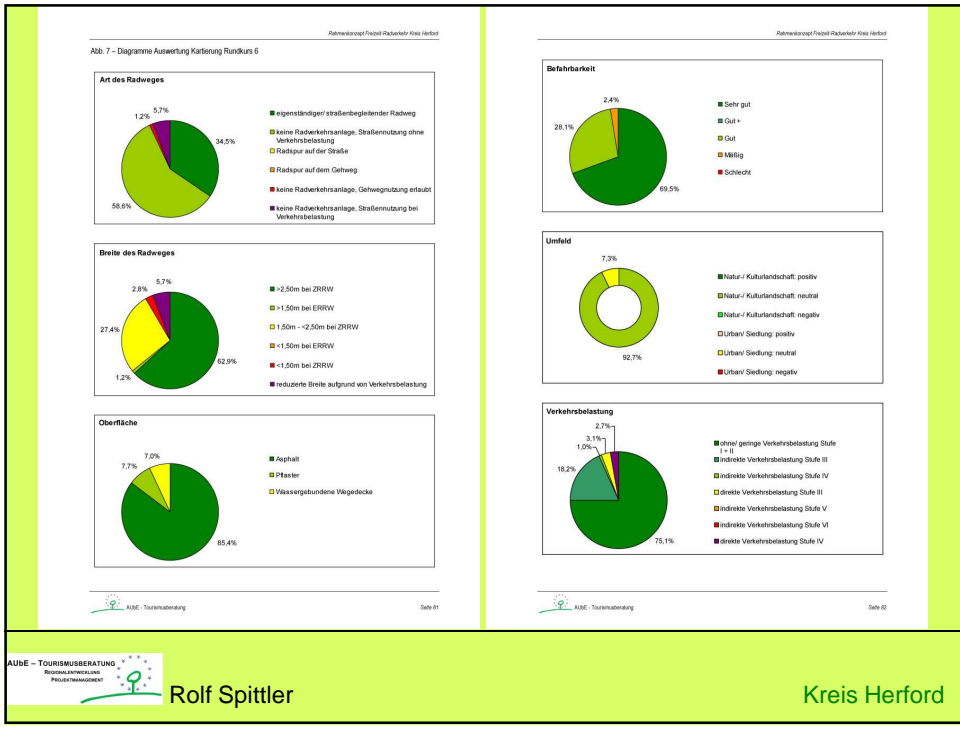 Rahmenkonzept Freizeit-Radverkehr Kreis Herford
Abb. 7 – Diagramme Auswertung Kartierung Rundkurs 6
Art des Radweges
5,7%
1,2%
34,5%
58,6%
eigenständiger/ straßenbegleitender Radweg
keine Radverkehrsanlage, Straßennutzung ohne
Verkehrsbelastung
Radspur auf der Straße
Radspur auf dem Gehweg
keine Radverkehrsanlage, Gehwegnutzung erlaubt
keine Radverkehrsanlage, Straßennutzung bei
Verkehrsbelastung
Breite des Radweges
5,7%
2,8%
27,4%
62,9%
1,2%
>2,50m bei ZRRW
>1,50m bei ERRW
1,50m - <2,50m bei ZRRW
<1,50m bei ERRW
<1,50m bei ZRRW
reduzierte Breite aufgrund von Verkehrsbelastung
Oberfläche
7,0%
7,7%
85,4%
Asphalt
Pflaster
Wassergebundene Wegedecke
AUbE - Tourismusberatung
Seite 81
Rahmenkonzept Freizeit-Radverkehr Kreis Herford
Befahrbarkeit
2,4%
28,1%
69,5%
Sehr gut
Gut +
Gut
Mäßig
Schlecht
Umfeld
7,3%
92,7%
Natur-/ Kulturlandschaft: positiv
Natur-/ Kulturlandschaft: neutral
Natur-/ Kulturlandschaft: negativ
Urban/ Siedlung: positiv
Urban/ Siedlung: neutral
Urban/ Siedlung: negativ
Verkehrsbelastung
2,7%
3,1%
1,0%
18,2%
75,1%
ohne/ geringe Verkehrsbelastung Stufe
I + II
indirekte Verkehrsbelastung Stufe III
indirekte Verkehrsbelastung Stufe IV
direkte Verkehrsbelastung Stufe III
indirekte Verkehrsbelastung Stufe V
indirekte Verkehrsbelastung Stufe VI
direkte Verkehrsbelastung Stufe IV
AUbE - Tourismusberatung
Seite 82
AUbE – TOURISMUSBERATUNG
REGIONALENTWICKLUNG
PROJEKTMANAGEMENT
Rolf Spittler
Kreis Herford